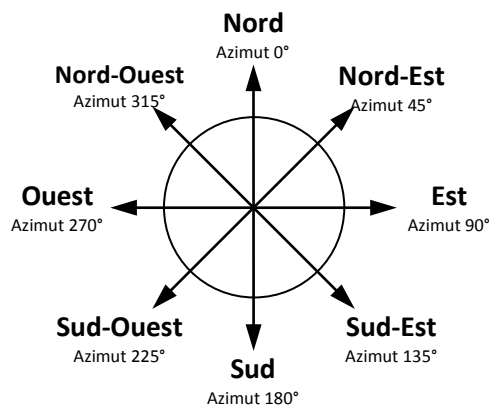 Nord
Azimut 0°
Nord-Ouest
Azimut 315°
Nord-Est
Azimut 45°
Ouest
Azimut 270°
Est
Azimut 90°
Sud-Ouest
Azimut 225°
Sud-Est
Azimut 135°
Sud
Azimut 180°